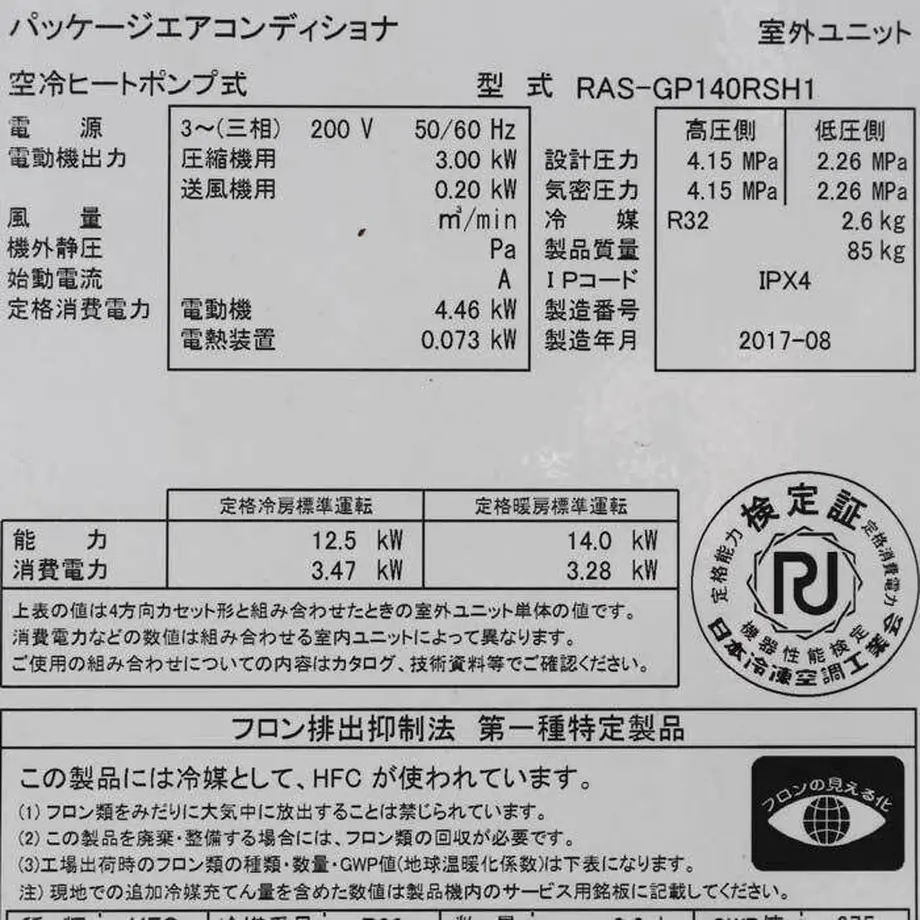 パッケージエアコンディショナ 室外ユニット
空冷ヒートポンプ式 型式 RAS-GP140RSH1
電源 3～(三相) 200 V 50/60 Hz 高圧側 低圧側
電動機出力 圧縮機用 3.00 kW 設計圧力 4.15 MPa 2.26 MPa
送風機用 0.20 kW 気密圧力 4.15 MPa 2.26 MPa
風量 ㎥/min 冷媒 R32 2.6 kg
機外静圧 Pa 製品質量 85 kg
始動電流 A IPコード IPX4
定格消費電力 電動機 4.46 kW 製造番号
電熱装置 0.073 kW 製造年月 2017-08
定格冷房標準運転 定格暖房標準運転
能力 12.5 kW 14.0 kW
消費電力 3.47 kW 3.28 kW
上表の値は4方向カセット形と組み合わせたときの室外ユニット単体の値です。
消費電力などの数値は組み合わせる室内ユニットによって異なります。
ご使用の組み合わせについての内容はカタログ、技術資料等でご確認ください。
検定証
定格能力
定格消費電力
機器性能検定
日本冷凍空調工業会
フロン排出抑制法 第一種特定製品
この製品には冷媒として、HFC が使われています。
(1) フロン類をみだりに大気中に放出することは禁じられています。
(2) この製品を廃棄・整備する場合には、フロン類の回収が必要です。
(3)工場出荷時のフロン類の種類・数量・GWP値(地球温暖化係数)は下表になります。
注) 現地での追加冷媒充てん量を含めた数値は製品機内のサービス用銘板に記載してください。
フロンの見える化